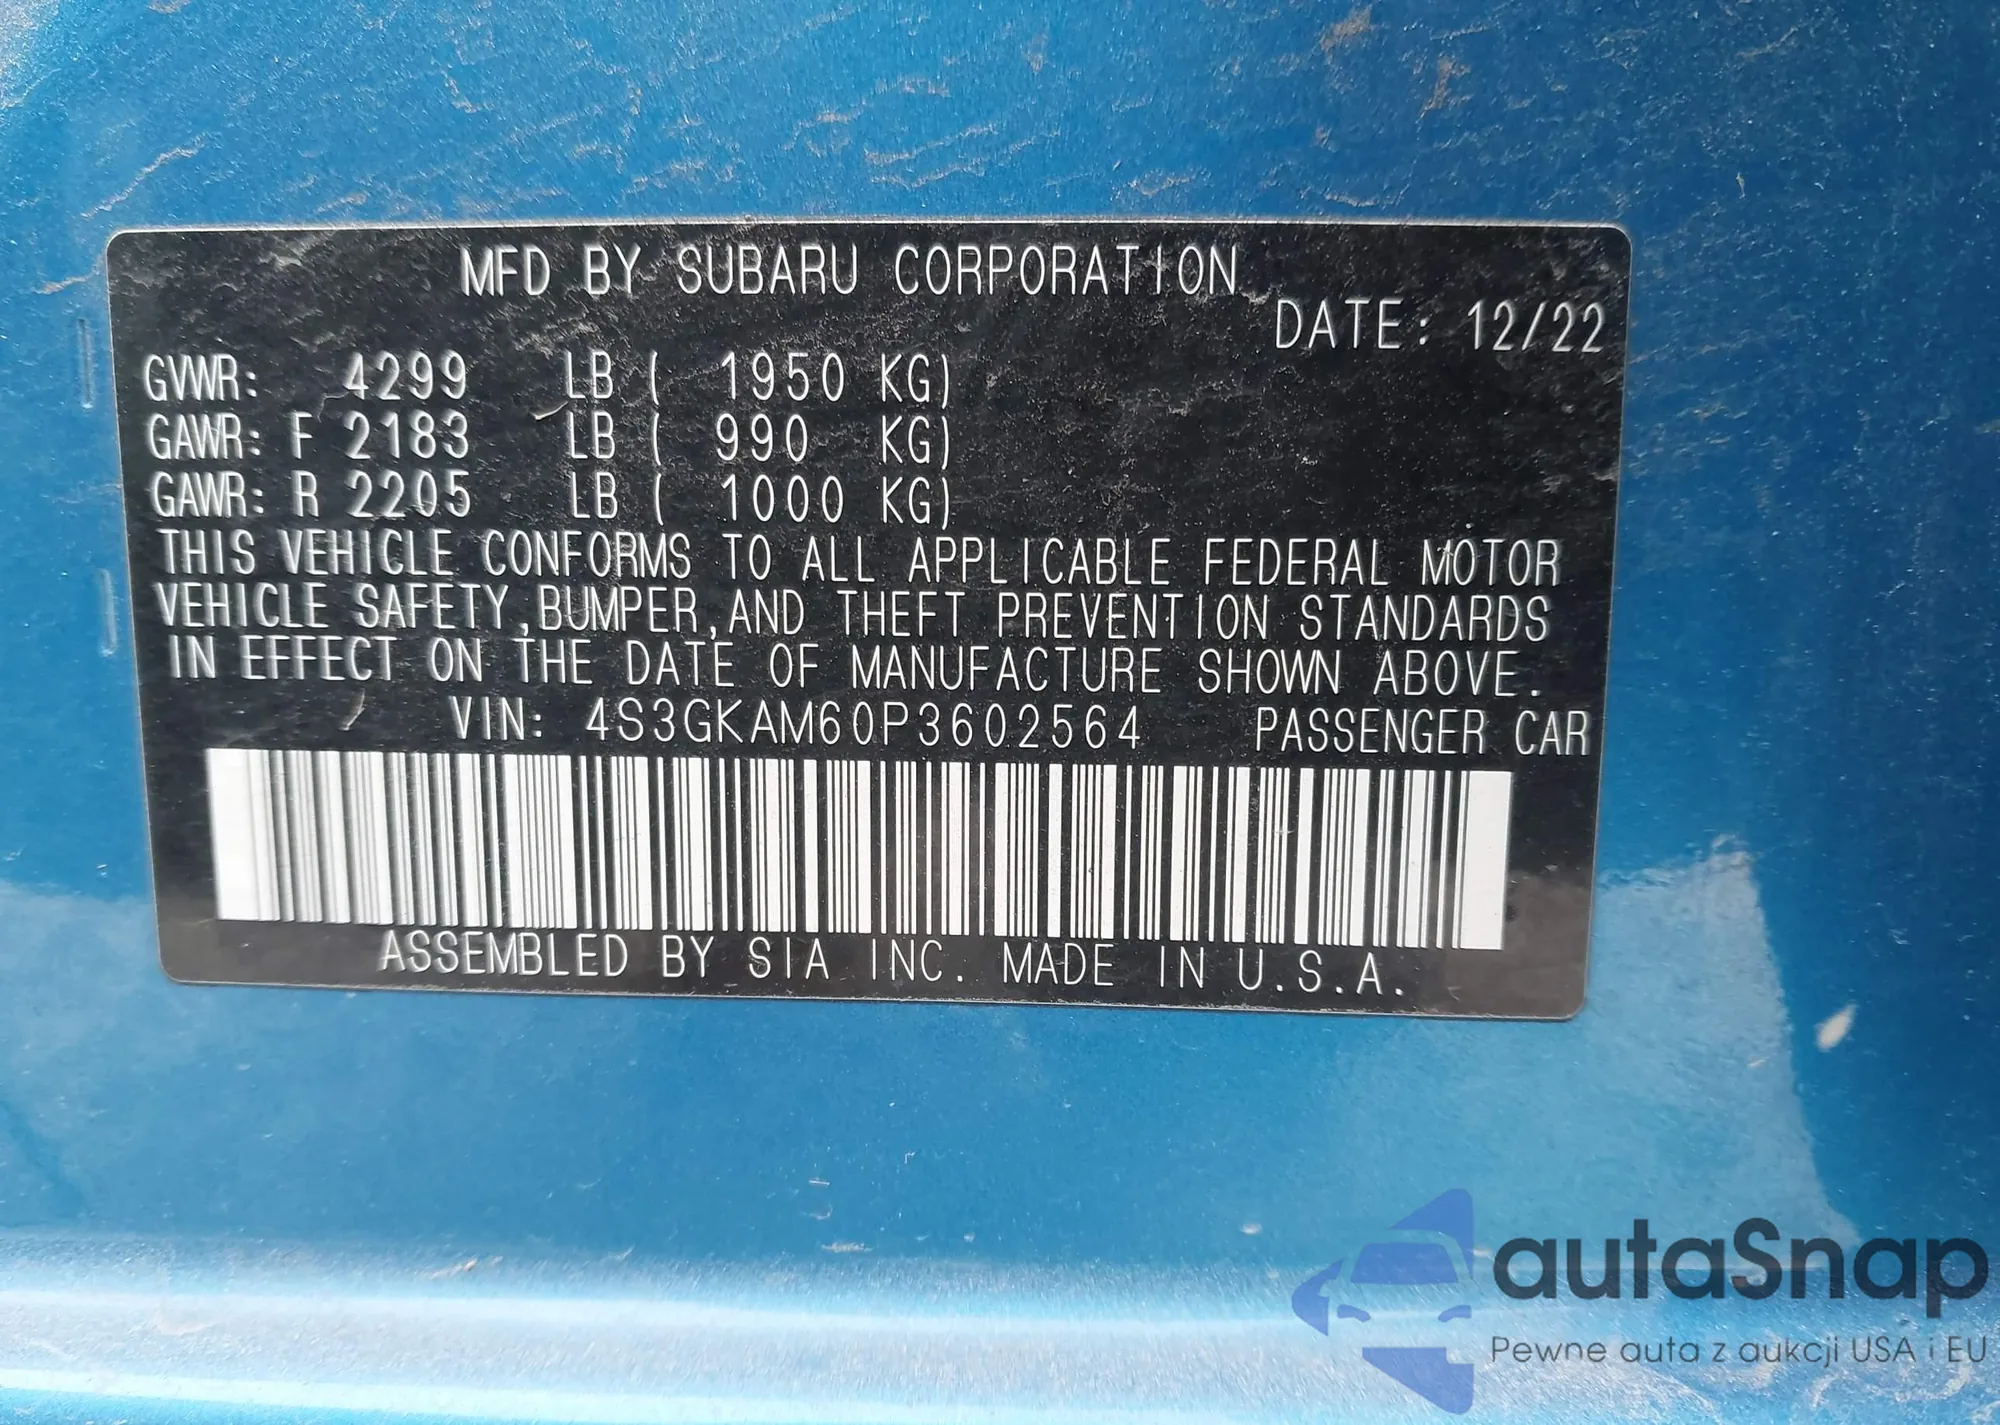 MFD BY SUBARU CORPORATION
DATE: 12/22
GVWR: 4299 LB ( 1950 KG)
GAWR: F 2183 LB ( 990 KG)
GAWR: R 2205 LB ( 1000 KG)
THIS VEHICLE CONFORMS TO ALL APPLICABLE FEDERAL MOTOR
VEHICLE SAFETY,BUMPER,AND THEFT PREVENTION STANDARDS
IN EFFECT ON THE DATE OF MANUFACTURE SHOWN ABOVE.
VIN: 4S3GKAM60P3602564 PASSENGER CAR
ASSEMBLED BY SIA INC. MADE IN U.S.A.
autaSnap
Pewne auta z aukcji USA i EU